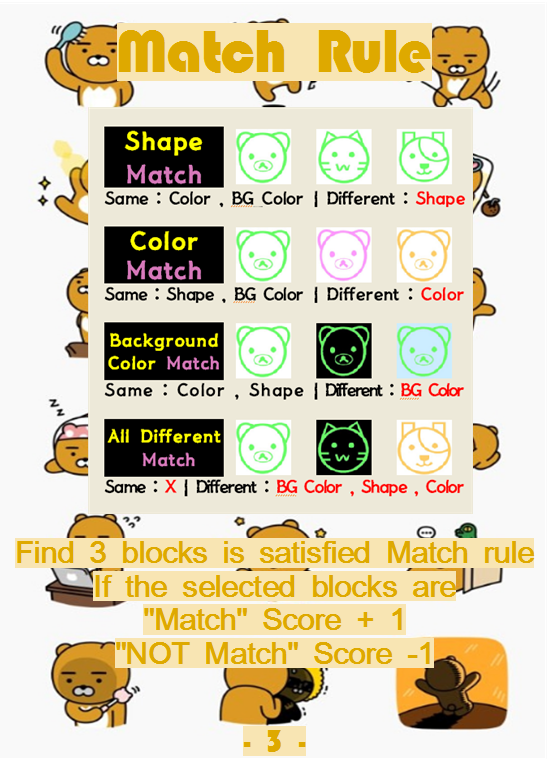 Match Rule
Shape
Match
Same : Color , BG Color | Different : Shape
Color
Match
Same : Shape , BG Color | Different : Color
Background
Color Match
Same : Color , Shape | Different : BG Color
All Different
Match
Same : X | Different : BG Color , Shape , Color
z z z
Find 3 blocks is satisfied Match rule
If the selected blocks are
"Match" Score + 1
"NOT Match" Score -1
- 3 -